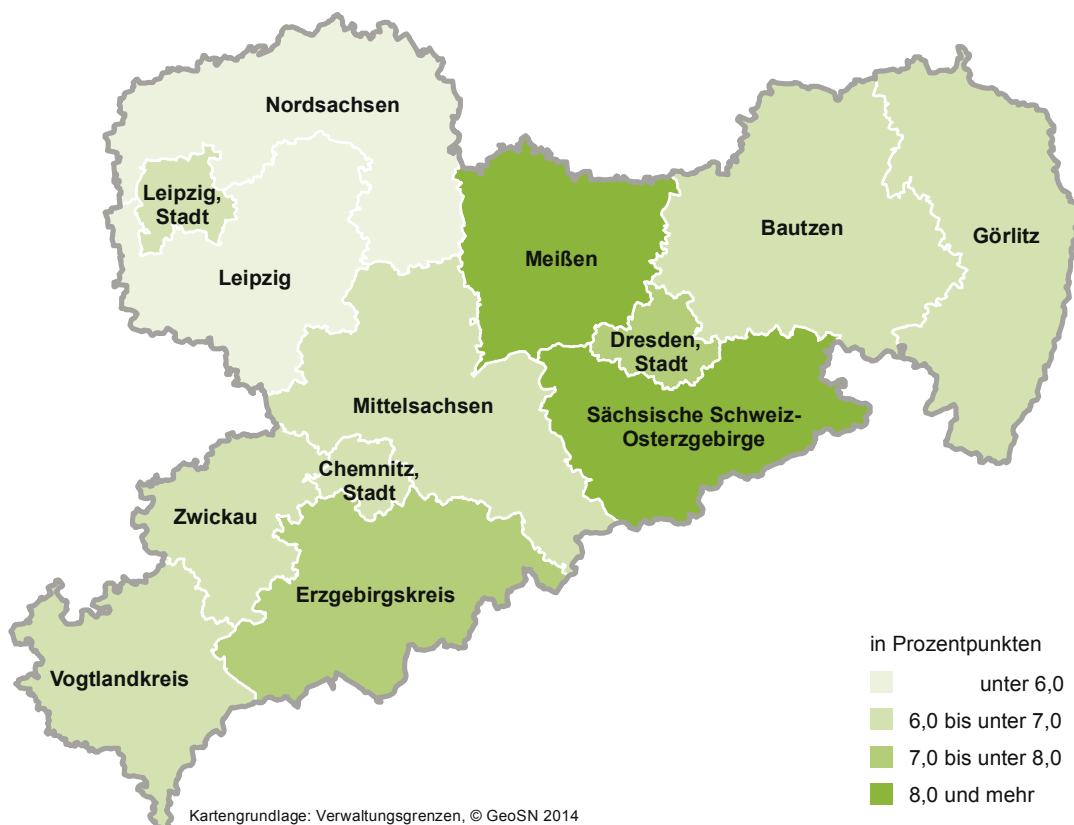 Nordsachsen
Leipzig,
Stadt
Leipzig
Meißen
Bautzen
Görlitz
Dresden,
Stadt
Mittelsachsen
Sächsische Schweiz-
Osterzgebirge
Chemnitz,
Stadt
Zwickau
Erzgebirgskreis
Vogtlandkreis
in Prozentpunkten
unter 6,0
6,0 bis unter 7,0
7,0 bis unter 8,0
8,0 und mehr
Kartengrundlage: Verwaltungsgrenzen, © GeoSN 2014